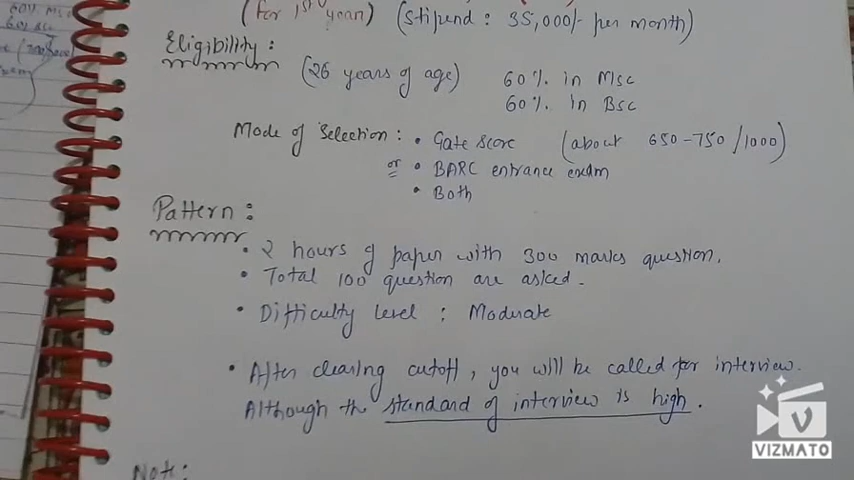 60% MSc
(for 1st year) (stipend : 35,000/- per month)
Eligibility :
(26 years of age) 60% in Msc
60% in Bsc
Mode of Selection : • Gate score (about 650-750/1000)
or • BARC entrance exam
• Both
Pattern :
• 2 hours of paper with 300 marks question.
• Total 100 question are asked.
• Difficulty level : Moderate
• After clearing cutoff, you will be called for interview.
Although the standard of interview is high.
Note:
V
VIZMATO